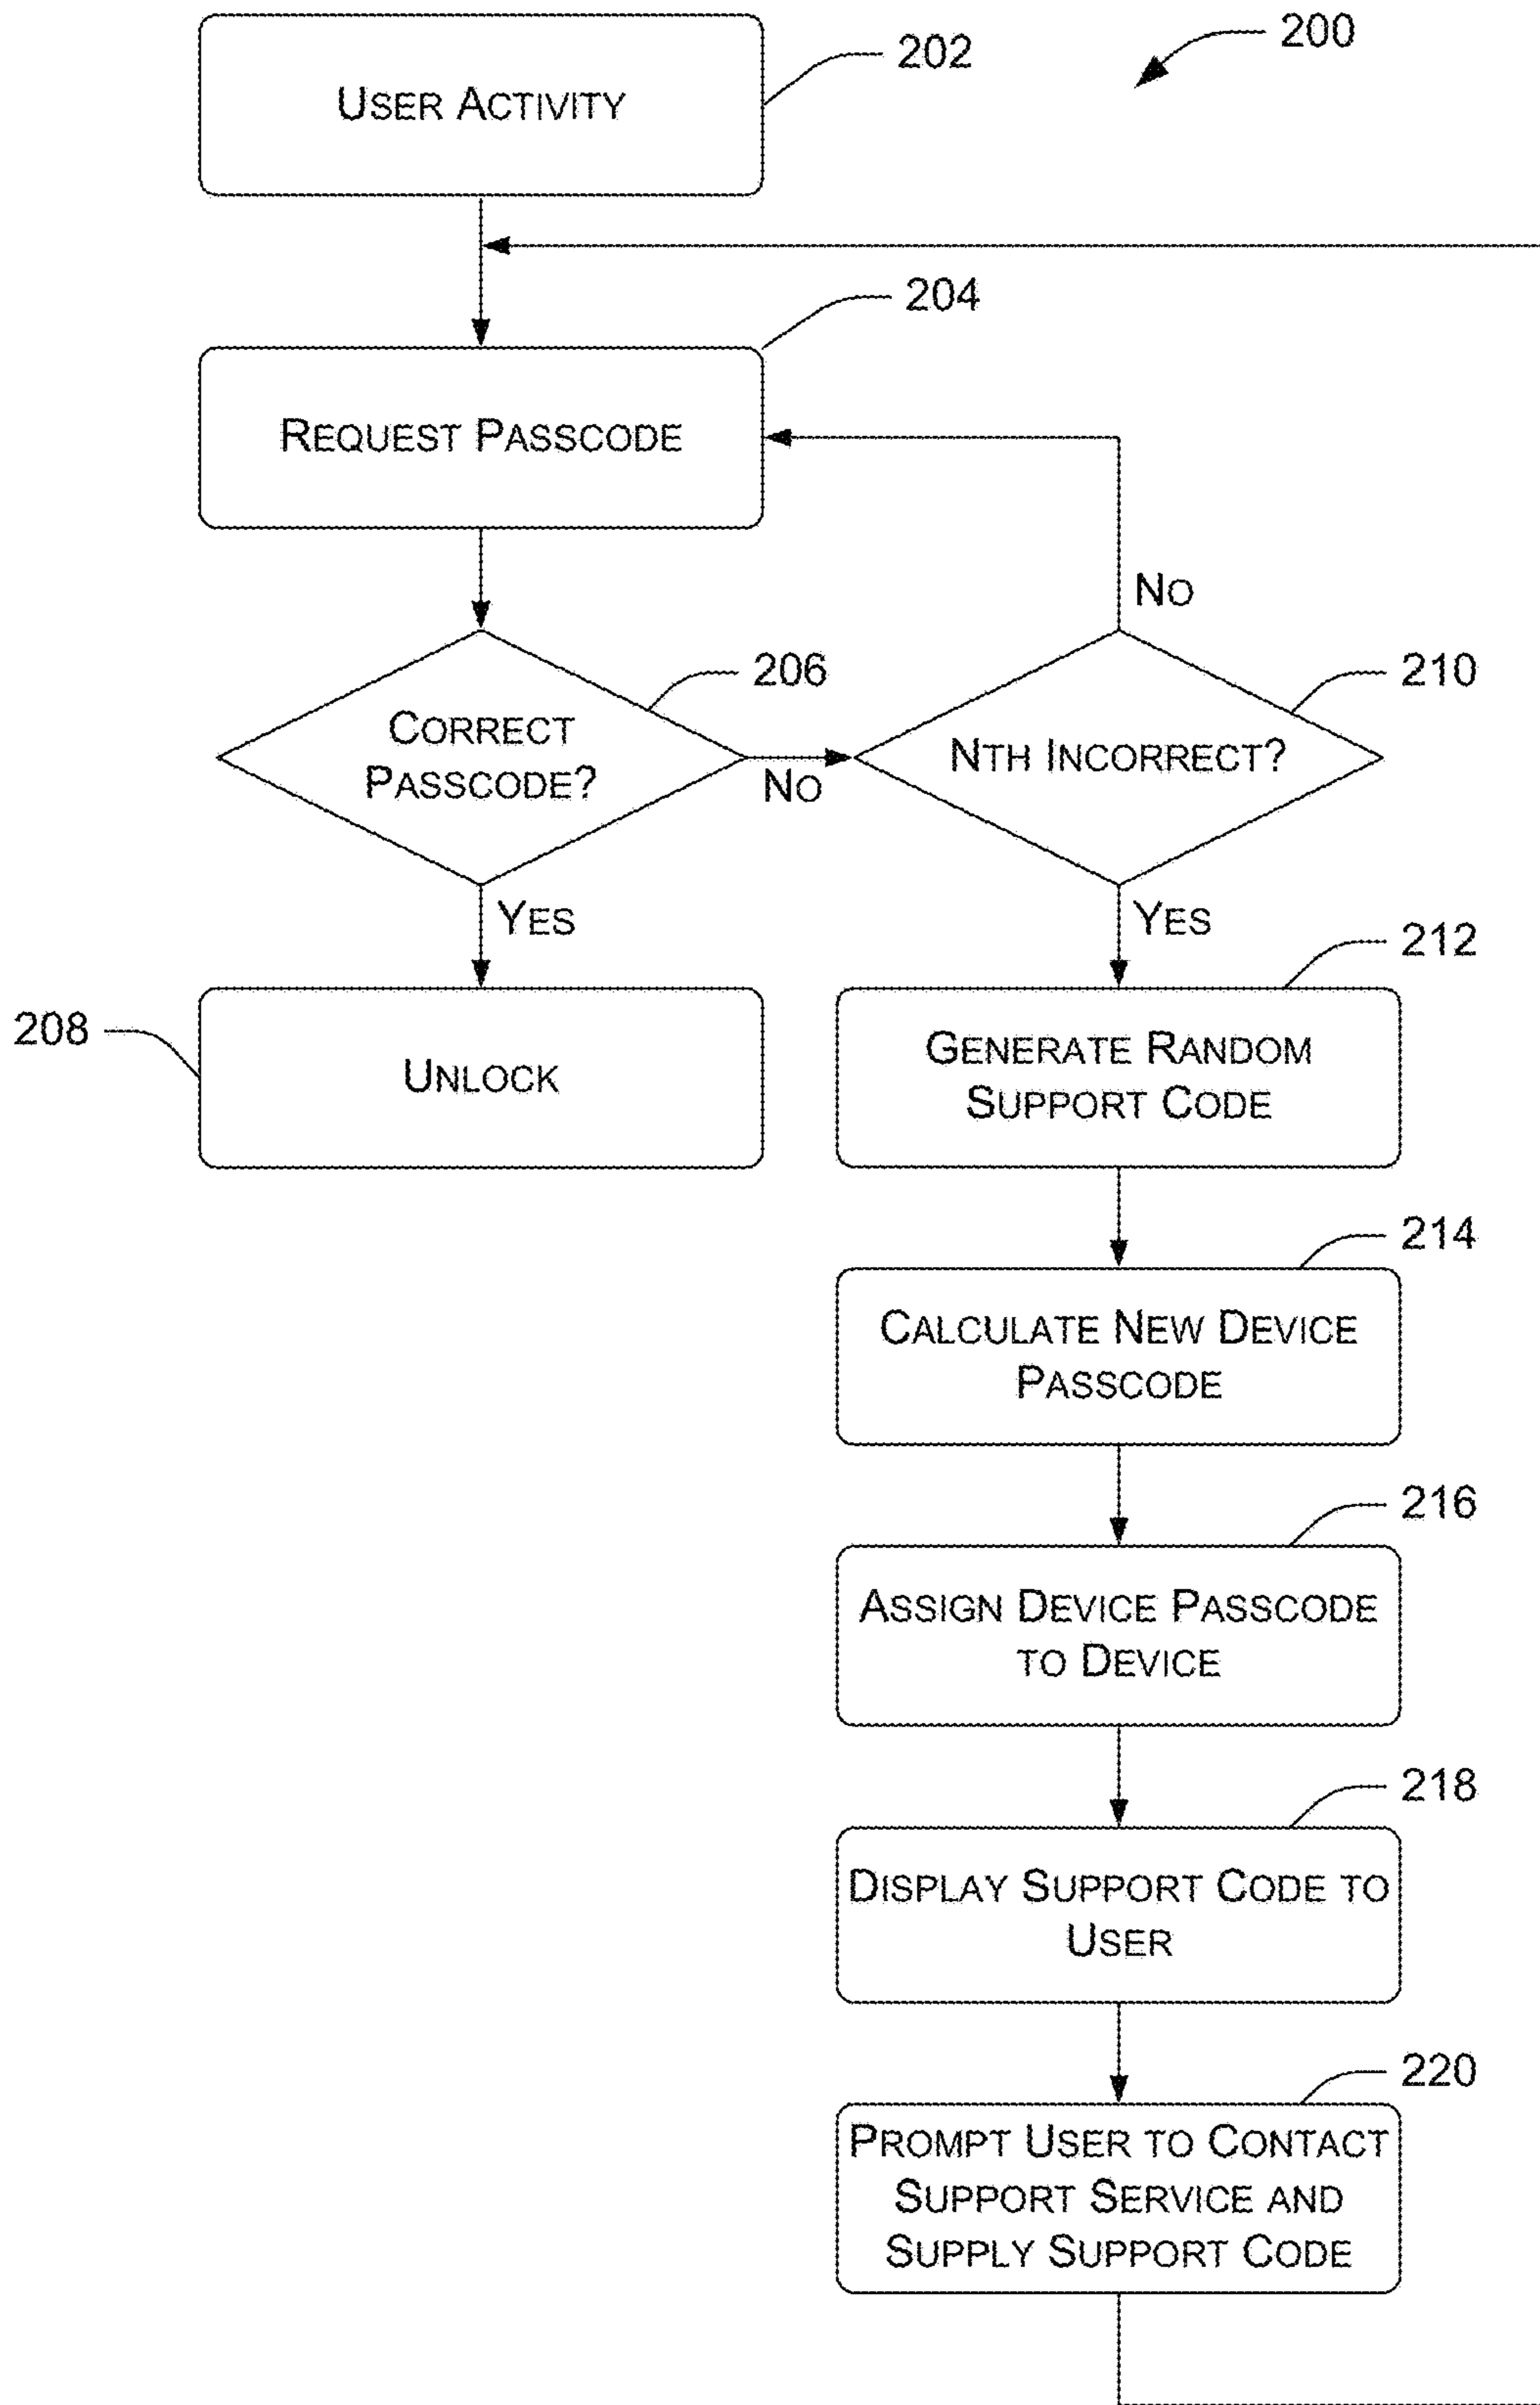 200
202
USER ACTIVITY
204
REQUEST PASSCODE
NO
206
210
CORRECT
PASSCODE?
NO
NTH INCORRECT?
YES
YES
208
UNLOCK
212
GENERATE RANDOM
SUPPORT CODE
214
CALCULATE NEW DEVICE
PASSCODE
216
ASSIGN DEVICE PASSCODE
TO DEVICE
218
DISPLAY SUPPORT CODE TO
USER
220
PROMPT USER TO CONTACT
SUPPORT SERVICE AND
SUPPLY SUPPORT CODE